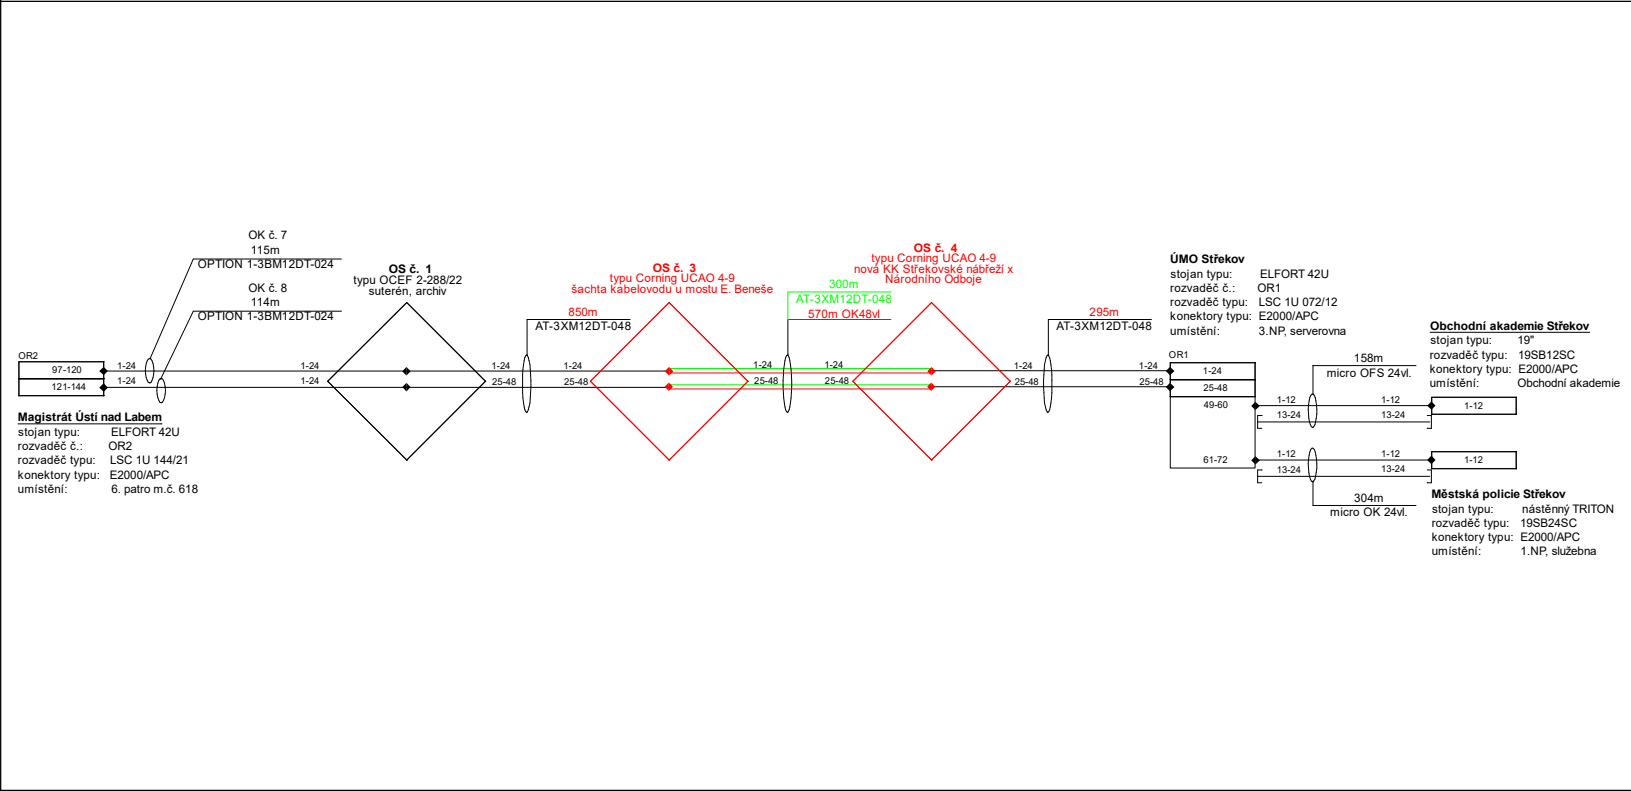 OK č. 7
115m
OPTION 1-3BM12DT-024
OK č. 8
114m
OPTION 1-3BM12DT-024
OR2
97-120
121-144
1-24
1-24
1-24
1-24
Magistrát Ústí nad Labem
stojan typu: ELFORT 42U
rozvaděč č.: OR2
rozvaděč typu: LSC 1U 144/21
konektory typu: E2000/APC
umístění: 6. patro m.č. 618
OS č. 1
typu OCEF 2-288/22
suterén, archiv
1-24
25-48
850m
AT-3XM12DT-048
1-24
25-48
OS č. 3
typu Corning UCAO 4-9
šachta kabelovodu u mostu E. Beneše
1-24
25-48
300m
AT-3XM12DT-048
570m OK48vl
1-24
25-48
OS č. 4
typu Corning UCAO 4-9
nová KK Střekovské nábřeží x
Národního Odboje
1-24
25-48
295m
AT-3XM12DT-048
1-24
25-48
ÚMO Střekov
stojan typu: ELFORT 42U
rozvaděč č.: OR1
rozvaděč typu: LSC 1U 072/12
konektory typu: E2000/APC
umístění: 3.NP, serverovna
OR1
1-24
25-48
49-60
61-72
158m
micro OFS 24vl.
1-12
13-24
1-12
13-24
1-12
Obchodní akademie Střekov
stojan typu: 19"
rozvaděč typu: 19SB12SC
konektory typu: E2000/APC
umístění: Obchodní akademie
1-12
13-24
1-12
13-24
1-12
304m
micro OK 24vl.
Městská policie Střekov
stojan typu: nástěnný TRITON
rozvaděč typu: 19SB24SC
konektory typu: E2000/APC
umístění: 1.NP, služebna